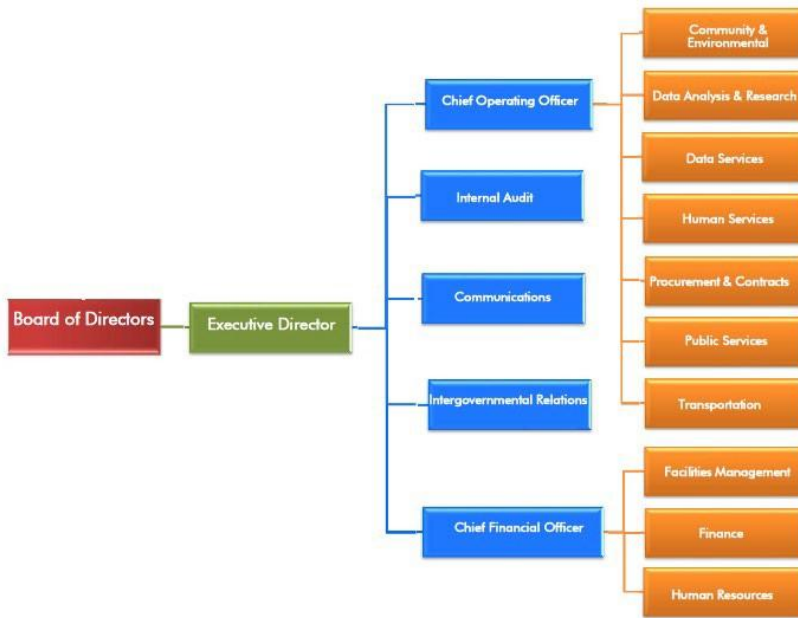 Board of Directors
Executive Director
Chief Operating Officer
Internal Audit
Communications
Intergovernmental Relations
Chief Financial Officer
Community &
Environmental
Data Analysis & Research
Data Services
Human Services
Procurement & Contracts
Public Services
Transportation
Facilities Management
Finance
Human Resources